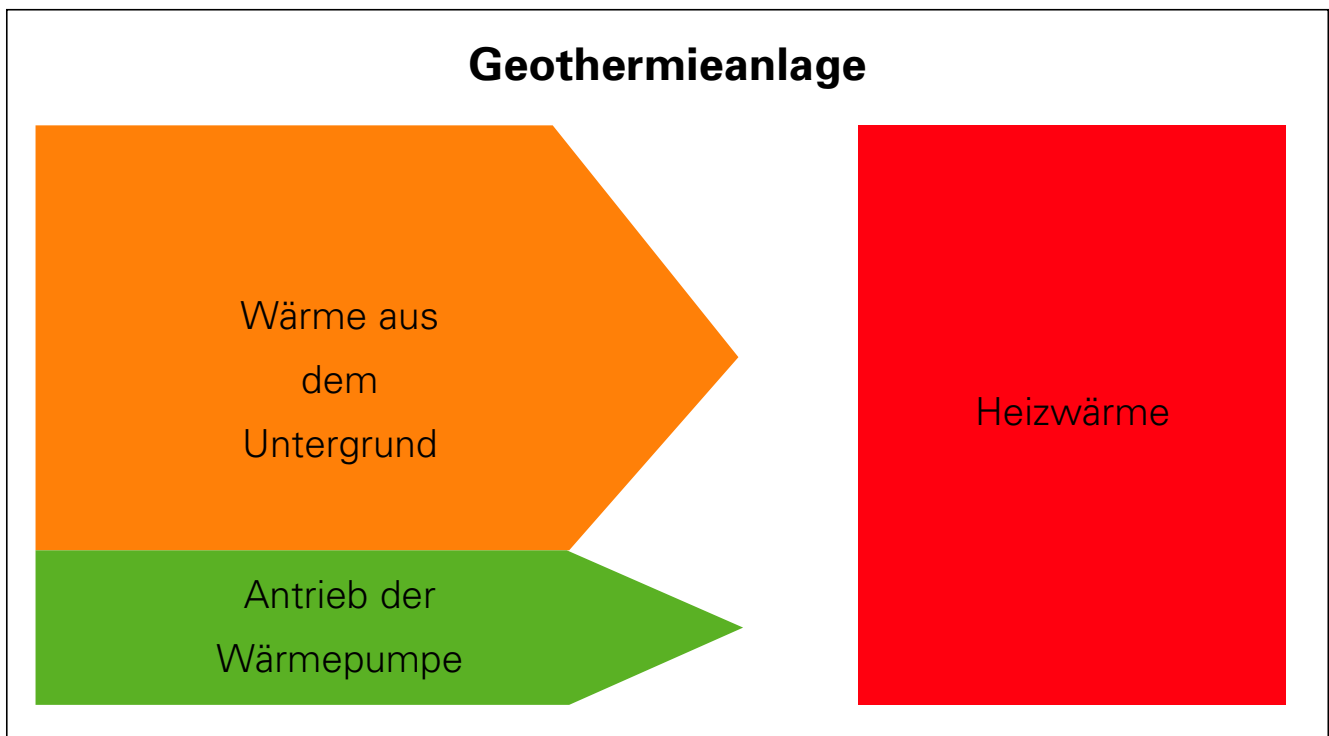 Geothermieanlage
Wärme aus
dem
Untergrund
Heizwärme
Antrieb der
Wärmepumpe